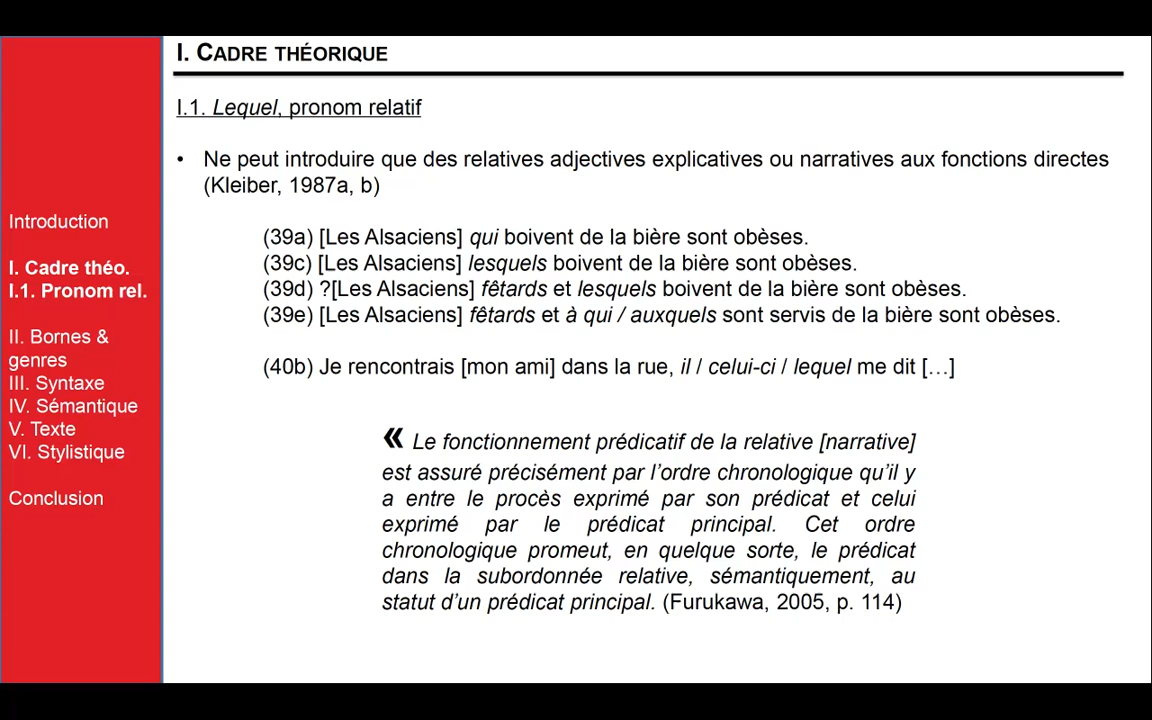 I. CADRE THÉORIQUE
I.1. Lequel, pronom relatif
• Ne peut introduire que des relatives adjectives explicatives ou narratives aux fonctions directes
(Kleiber, 1987a, b)
(39a) [Les Alsaciens] qui boivent de la bière sont obèses.
(39c) [Les Alsaciens] lesquels boivent de la bière sont obèses.
(39d) ?[Les Alsaciens] fêtards et lesquels boivent de la bière sont obèses.
(39e) [Les Alsaciens] fêtards et à qui / auxquels sont servis de la bière sont obèses.
(40b) Je rencontrais [mon ami] dans la rue, il / celui-ci / lequel me dit […]
« Le fonctionnement prédicatif de la relative [narrative]
est assuré précisément par l’ordre chronologique qu’il y
a entre le procès exprimé par son prédicat et celui
exprimé par le prédicat principal. Cet ordre
chronologique promeut, en quelque sorte, le prédicat
dans la subordonnée relative, sémantiquement, au
statut d’un prédicat principal. (Furukawa, 2005, p. 114)
Introduction
I. Cadre théo.
I.1. Pronom rel.
II. Bornes &
genres
III. Syntaxe
IV. Sémantique
V. Texte
VI. Stylistique
Conclusion